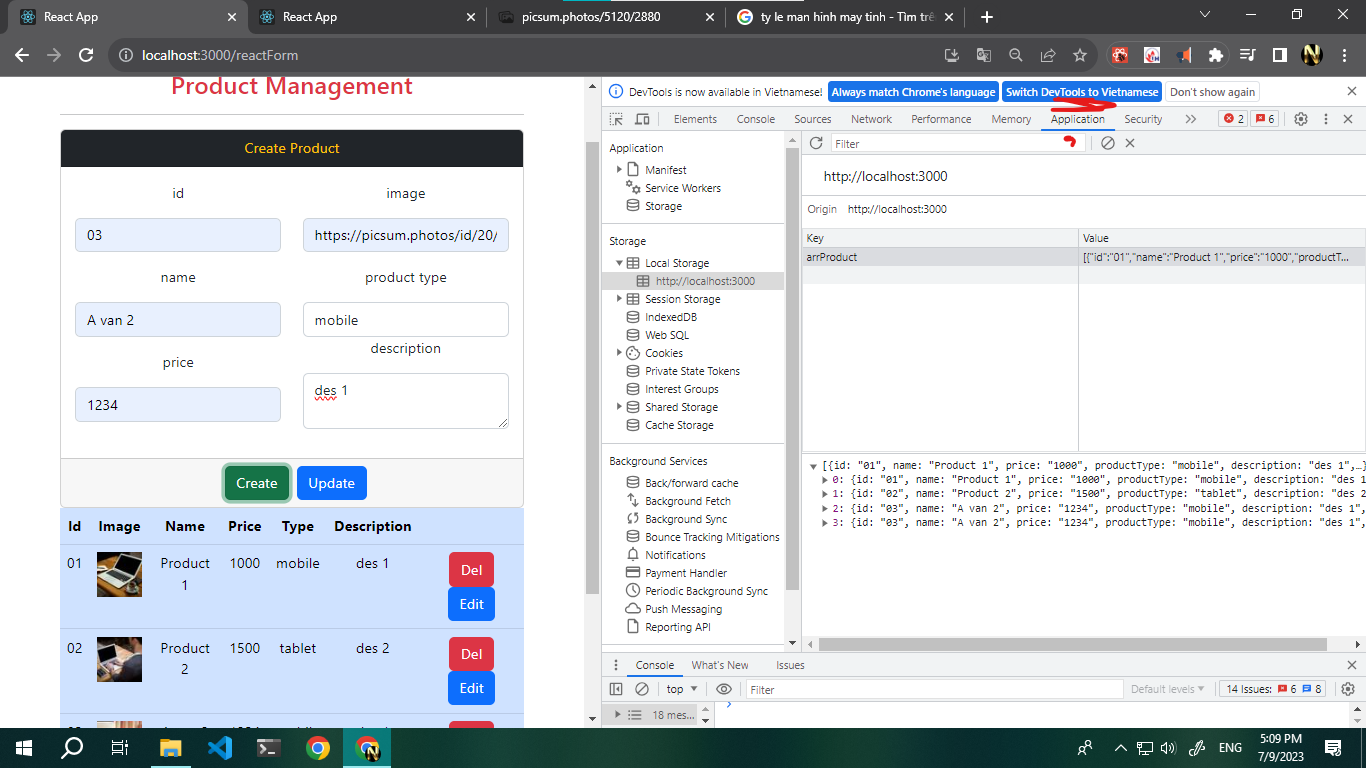 React App
React App
picsum.photos/5120/2880
ty le man hinh may tinh - Tìm trê
localhost:3000/reactForm
Product Management
Create Product
id
image
03
https://picsum.photos/id/20/
name
product type
A van 2
mobile
price
description
1234
des 1
Create
Update
Id Image Name Price Type Description
01 Product 1 1000 mobile des 1
Del
Edit
02 Product 2 1500 tablet des 2
Del
Edit
DevTools is now available in Vietnamese!
Always match Chrome's language
Switch DevTools to Vietnamese
Don't show again
Elements Console Sources Network Performance Memory Application Security
2
6
Filter
Application
Manifest
Service Workers
Storage
Storage
Local Storage
http://localhost:3000
Session Storage
IndexedDB
Web SQL
Cookies
Private State Tokens
Interest Groups
Shared Storage
Cache Storage
Background Services
Back/forward cache
Background Fetch
Background Sync
Bounce Tracking Mitigations
Notifications
Payment Handler
Periodic Background Sync
Push Messaging
Reporting API
http://localhost:3000
Origin http://localhost:3000
Key Value
arrProduct [{"id":"01","name":"Product 1","price":"1000","productT...
[{id: "01", name: "Product 1", price: "1000", productType: "mobile", description: "des 1",…}
0: {id: "01", name: "Product 1", price: "1000", productType: "mobile", description: "des 1
1: {id: "02", name: "Product 2", price: "1500", productType: "tablet", description: "des 2
2: {id: "03", name: "A van 2", price: "1234", productType: "mobile", description: "des 1",
3: {id: "03", name: "A van 2", price: "1234", productType: "mobile", description: "des 1",
Console What's New Issues
top
Filter
Default levels
14 Issues: 6 8
18 mes...
ENG
5:09 PM
7/9/2023